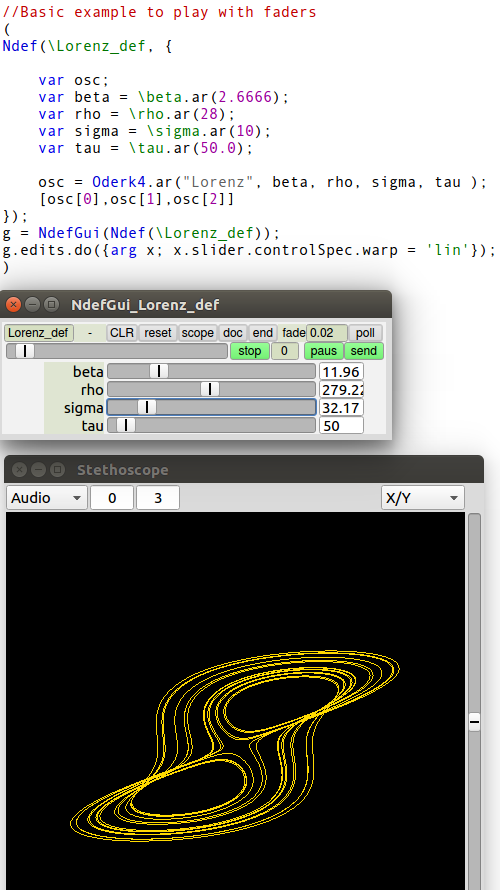 //Basic example to play with faders
(
Ndef(\Lorenz_def, {
var osc;
var beta = \beta.ar(2.6666);
var rho = \rho.ar(28);
var sigma = \sigma.ar(10);
var tau = \tau.ar(50.0);
osc = Oderk4.ar("Lorenz", beta, rho, sigma, tau );
[osc[0],osc[1],osc[2]]
});
g = NdefGui(Ndef(\Lorenz_def));
g.edits.do({arg x; x.slider.controlSpec.warp = 'lin'});
)
NdefGui_Lorenz_def
Lorenz_def - CLR reset scope doc end fade 0.02 poll
stop 0 paus send
beta 11.96
rho 279.22
sigma 32.17
tau 50
Stethoscope
Audio 0 3 X/Y